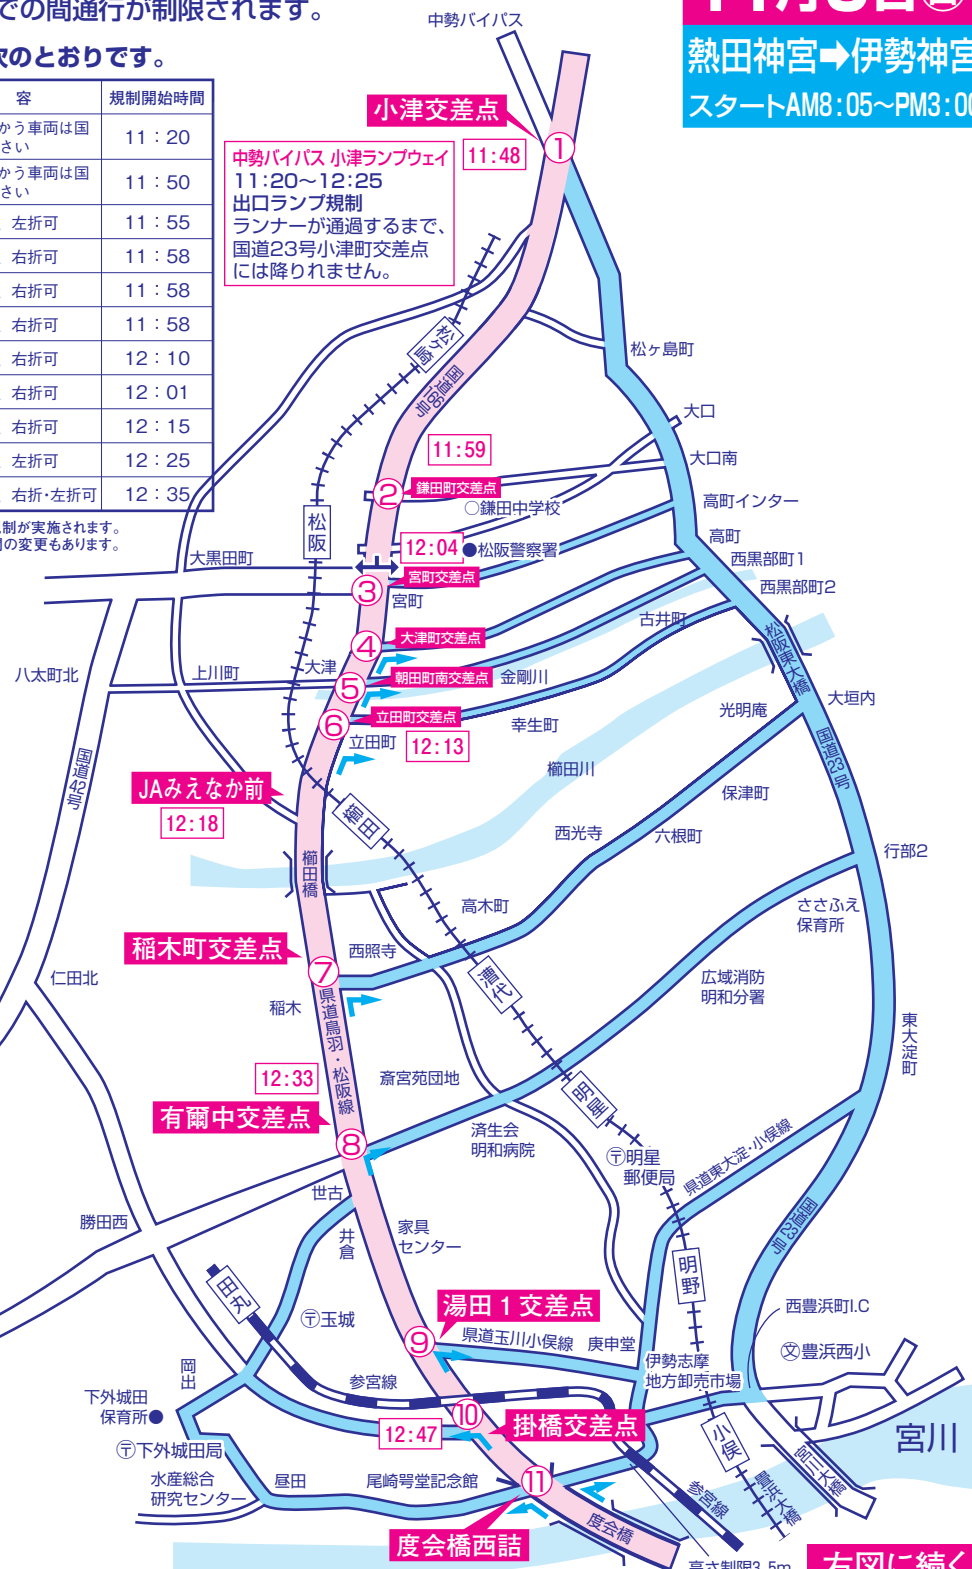 での間通行が制限されます。
次のとおりです。
容 規制開始時間
かう車両は国
さい
11：20
かう車両は国
さい
11：50
左折可 11：55
右折可 11：58
右折可 11：58
右折可 11：58
右折可 12：10
右折可 12：01
右折可 12：15
左折可 12：25
右折・左折可 12：35
規制が実施されます。
間の変更もあります。
熱田神宮➡伊勢神宮
スタートAM8:05〜PM3:00
中勢バイパス
小津交差点
①
11:48
中勢バイパス 小津ランプウェイ
11:20〜12:25
出口ランプ規制
ランナーが通過するまで、
国道23号小津町交差点
には降りれません。
松ヶ崎
国道166号
松ヶ島町
大口
大口南
11:59
②
鎌田町交差点
○鎌田中学校
高町インター
高町
松阪
12:04
●松阪警察署
大黒田町
③
宮町交差点
宮町
西黒部町1
西黒部町2
古井町
④
大津町交差点
松阪東大橋
八太町北
上川町
大津
⑤
朝田町南交差点
金剛川
大垣内
光明庵
⑥
立田町交差点
幸生町
立田町
12:13
国道42号
国道23号
櫛田川
JAみえなか前
12:18
櫛田
保津町
西光寺
六根町
行部2
櫛田橋
高木町
ささふえ
保育所
稲木町交差点
西照寺
⑦
漕代
仁田北
稲木
県道鳥羽・松阪線
広域消防
明和分署
東大淀町
12:33
斎宮苑団地
明星
有爾中交差点
⑧
済生会
明和病院
〒明星
郵便局
県道東大淀・小俣線
世古
勝田西
井倉
家具
センター
国道23号
明野
田丸
湯田１交差点
西豊浜町I.C
〒玉城
⑨
県道玉川小俣線
庚申堂
文豊浜西小
岡出
参宮線
伊勢志摩
地方卸売市場
下外城田
保育所●
⑩
掛橋交差点
12:47
小俣
宮川
〒下外城田局
宮川大橋
水産総合
研究センター
昼田
尾崎咢堂記念館
⑪
参宮線
豊浜大橋
度会橋
度会橋西詰
高さ制限3.5m
右図に続く